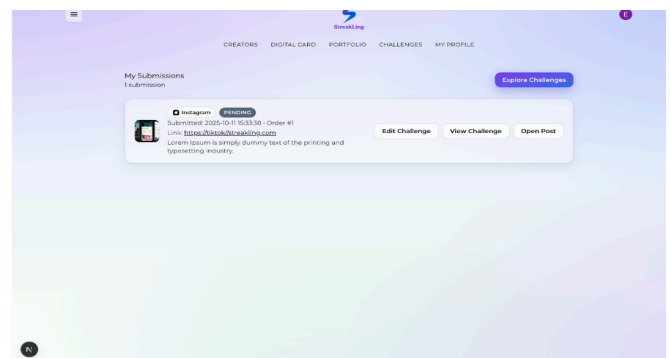 E
StreakLing
CREATORS DIGITAL CARD PORTFOLIO CHALLENGES MY PROFILE
My Submissions
1 submission
Explore Challenges
Instagram PENDING
Submitted: 2025-10-11 15:33:38 • Order #1
Link: https://tiktok//streakling.com
Lorem Ipsum is simply dummy text of the printing and
typesetting industry.
Edit Challenge View Challenge Open Post
N